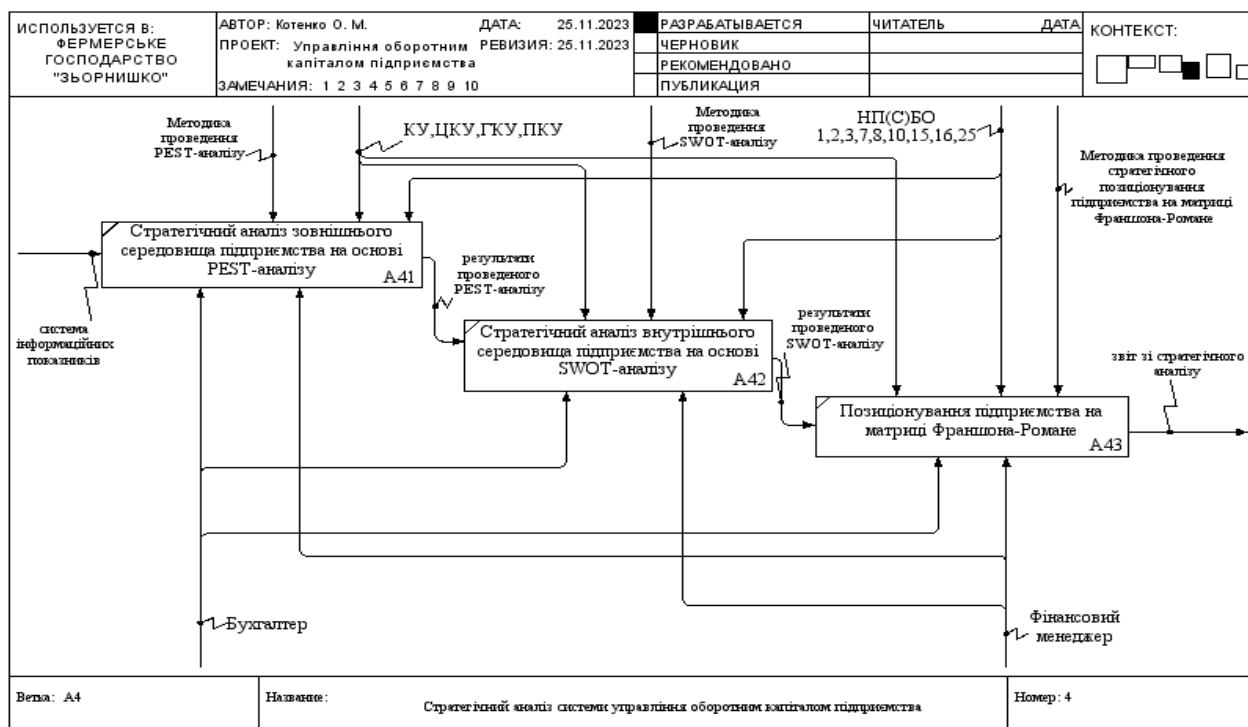 ИСПОЛЬЗУЕТСЯ В:
ФЕРМЕРСЬКЕ
ГОСПОДАРСТВО
"ЗЬОРНИШКО"
АВТОР: Котенко О. М.
ДАТА: 25.11.2023
ПРОЕКТ: Управління оборотним
капіталом підприємства
РЕВИЗИЯ: 25.11.2023
ЗАМЕЧАНИЯ: 1 2 3 4 5 6 7 8 9 10
РАЗРАБАТЫВАЕТСЯ
ЧЕРНОВИК
РЕКОМЕНДОВАНО
ПУБЛИКАЦИЯ
ЧИТАТЕЛЬ
ДАТА
КОНТЕКСТ:
Методика
проведення
PEST-аналізу
КУ,ЦКУ,ГКУ,ПКУ
Методика
проведення
SWOT-аналізу
НП(С)БО
1,2,3,7,8,10,15,16,25
Методика проведення
стратегічного
позиціонування
підприємства на матриці
Франшона-Романе
Стратегічний аналіз зовнішнього
середовища підприємства на основі
PEST-аналізу
A41
результати
проведеного
PEST-аналізу
система
інформаційних
показників
Стратегічний аналіз внутрішнього
середовища підприємства на основі
SWOT-аналізу
A42
результати
проведеного
SWOT-аналізу
звіт зі стратегічного
аналізу
Позиціонування підприємства на
матриці Франшона-Романе
A43
Бухгалтер
Фінансовий
менеджер
Ветка: A4
Название:
Стратегічний аналіз системи управління оборотним капіталом підприємства
Номер: 4